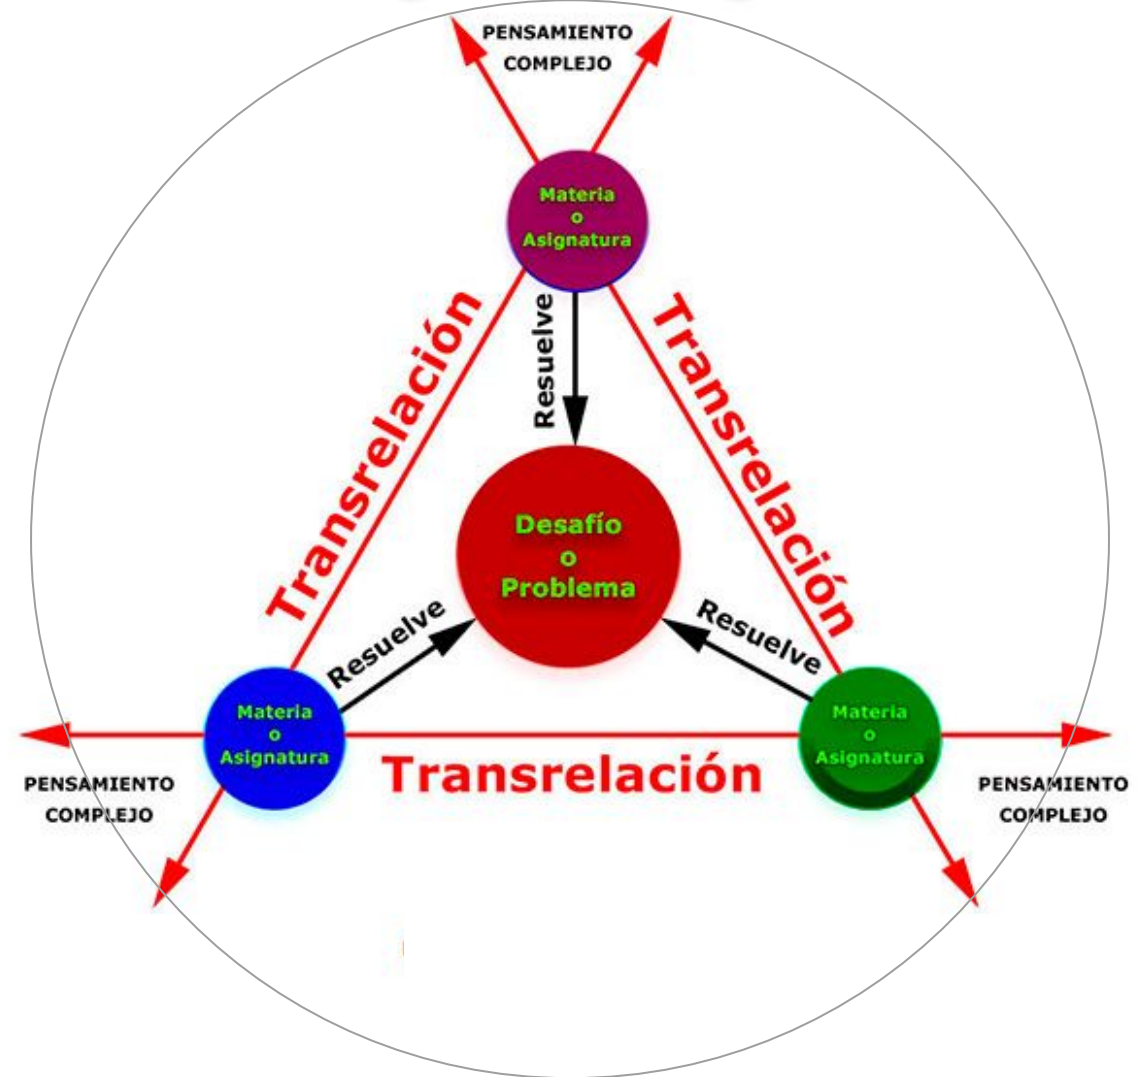 PENSAMIENTO
COMPLEJO
Materia
o
Asignatura
Transrelación
Resuelve
Transrelación
Desafío
o
Problema
Resuelve
Resuelve
Materia
o
Asignatura
Materia
o
Asignatura
Transrelación
PENSAMIENTO
COMPLEJO
PENSAMIENTO
COMPLEJO